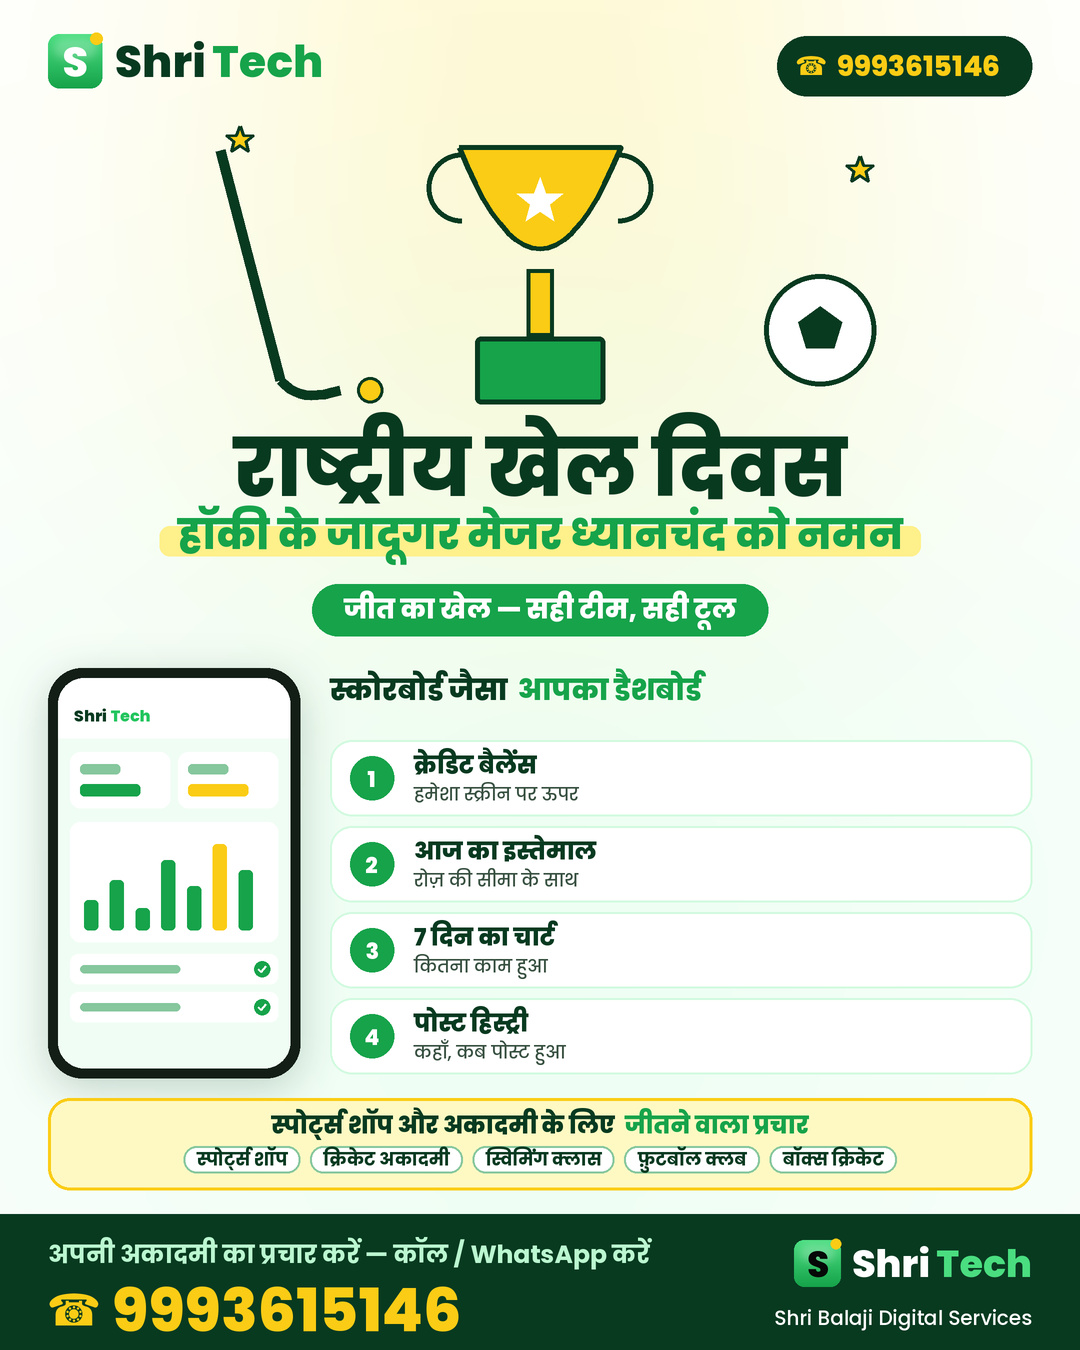 S Shri Tech
☎ 9993615146
राष्ट्रीय खेल दिवस
हॉकी के जादूगर मेजर ध्यानचंद को नमन
जीत का खेल — सही टीम, सही टूल
Shri Tech
स्कोरबोर्ड जैसा आपका डैशबोर्ड
1 क्रेडिट बैलेंस
हमेशा स्क्रीन पर ऊपर
2 आज का इस्तेमाल
रोज़ की सीमा के साथ
3 7 दिन का चार्ट
कितना काम हुआ
4 पोस्ट हिस्ट्री
कहाँ, कब पोस्ट हुआ
स्पोर्ट्स शॉप और अकादमी के लिए जीतने वाला प्रचार
स्पोर्ट्स शॉप क्रिकेट अकादमी स्विमिंग क्लास फ़ुटबॉल क्लब बॉक्स क्रिकेट
अपनी अकादमी का प्रचार करें — कॉल / WhatsApp करें
☎ 9993615146
S Shri Tech
Shri Balaji Digital Services